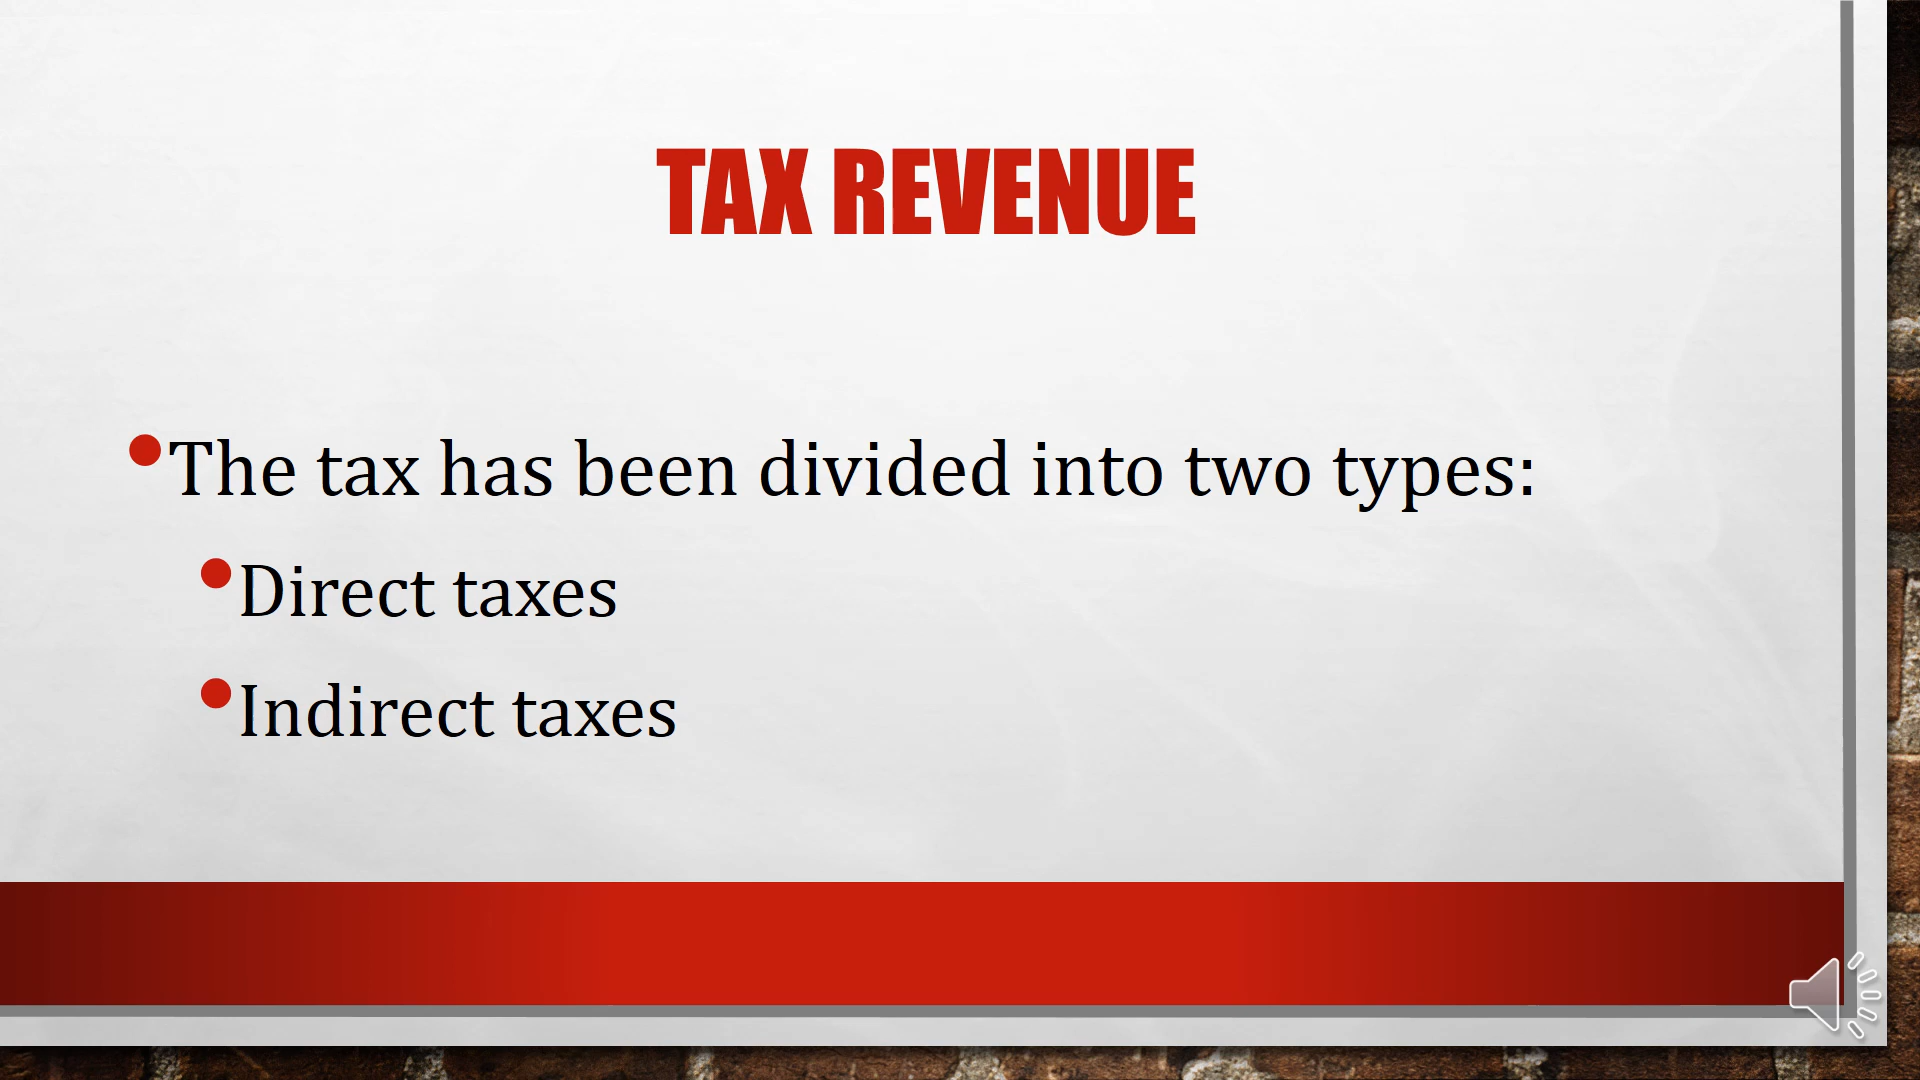 TAX REVENUE
The tax has been divided into two types:
Direct taxes
Indirect taxes